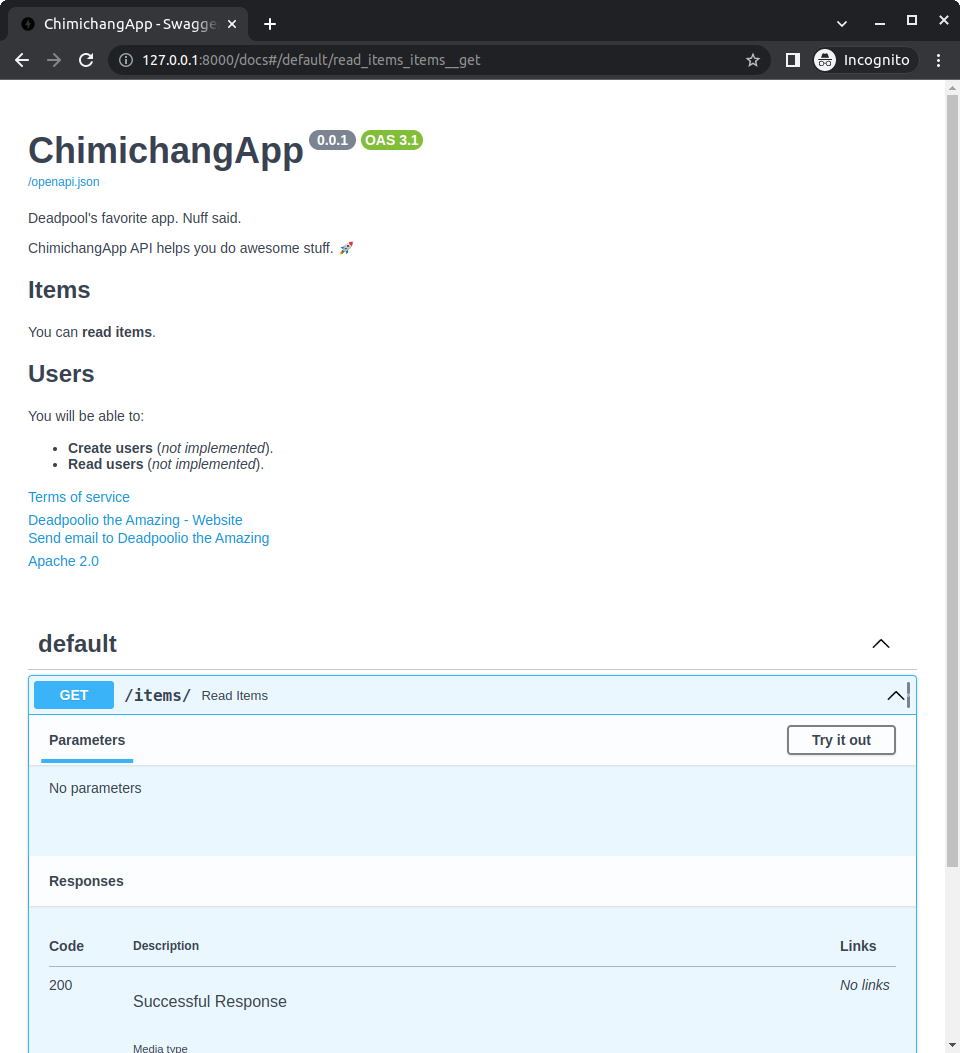 ChimichangApp - Swagge
127.0.0.1:8000/docs#/default/read_items_items__get
Incognito
ChimichangApp 0.0.1 OAS 3.1
/openapi.json
Deadpool's favorite app. Nuff said.
ChimichangApp API helps you do awesome stuff. 🚀
Items
You can read items.
Users
You will be able to:
• Create users (not implemented).
• Read users (not implemented).
Terms of service
Deadpoolio the Amazing - Website
Send email to Deadpoolio the Amazing
Apache 2.0
default
GET /items/ Read Items
Parameters Try it out
No parameters
Responses
Code Description Links
200 No links
Successful Response
Media type